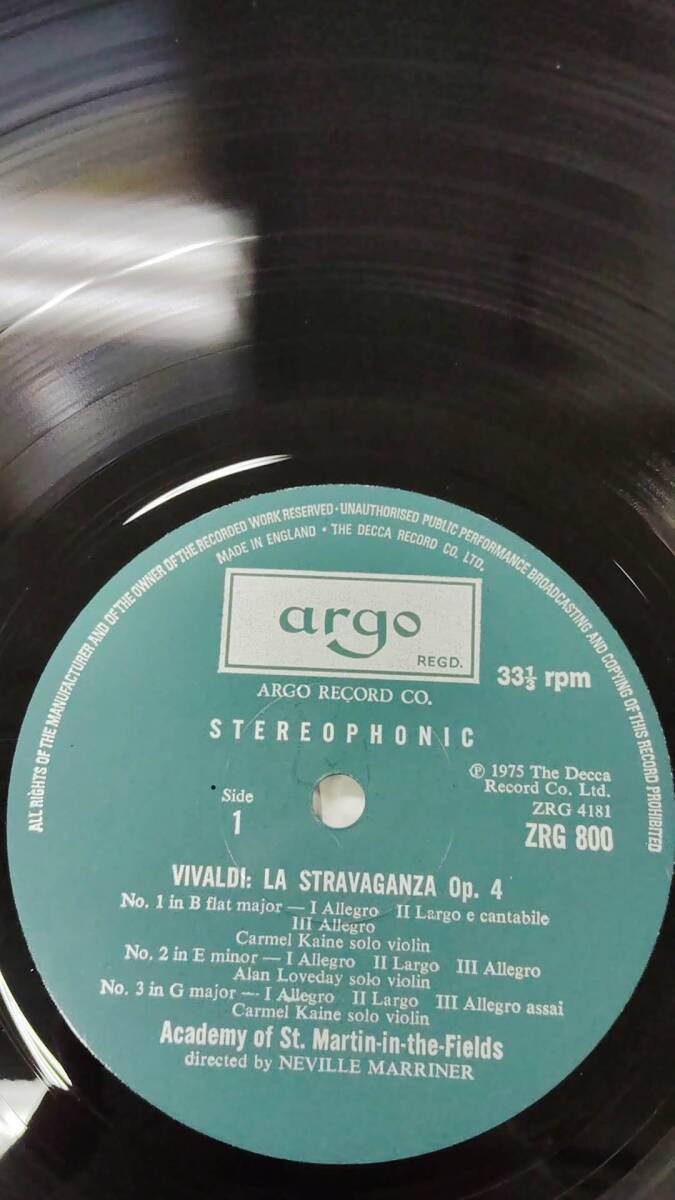 ALL RIGHTS OF THE MANUFACTURER AND OF THE OWNER OF THE RECORDED WORK RESERVED · UNAUTHORISED PUBLIC PERFORMANCE BROADCASTING AND COPYING OF THIS RECORD PROHIBITED
MADE IN ENGLAND • THE DECCA RECORD CO. LTD.
argo
REGD.
33⅓ rpm
ARGO RECORD CO.
STEREOPHONIC
℗ 1975 The Decca
Record Co. Ltd.
ZRG 4181
ZRG 800
Side
1
VIVALDI: LA STRAVAGANZA Op. 4
No. 1 in B flat major — I Allegro II Largo e cantabile
III Allegro
Carmel Kaine solo violin
No. 2 in E minor — I Allegro II Largo III Allegro
Alan Loveday solo violin
No. 3 in G major — I Allegro II Largo III Allegro assai
Carmel Kaine solo violin
Academy of St. Martin-in-the-Fields
directed by NEVILLE MARRINER